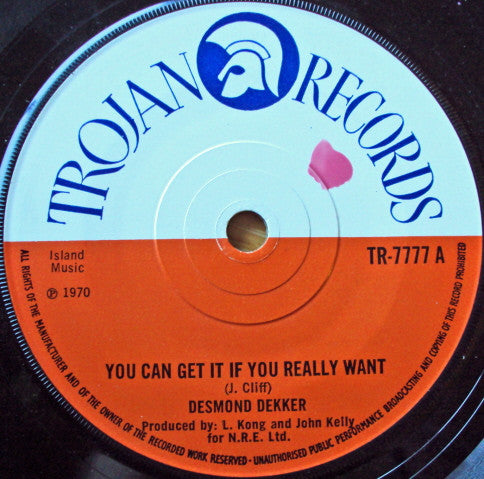 TROJAN RECORDS
Island
Music
℗ 1970
TR-7777 A
YOU CAN GET IT IF YOU REALLY WANT
(J. Cliff)
DESMOND DEKKER
Produced by: L. Kong and John Kelly
for N.R.E. Ltd.
ALL RIGHTS OF THE MANUFACTURER AND OF THE OWNER OF THE RECORDED WORK RESERVED - UNAUTHORISED PUBLIC PERFORMANCE BROADCASTING AND COPYING OF THIS RECORD PROHIBITED